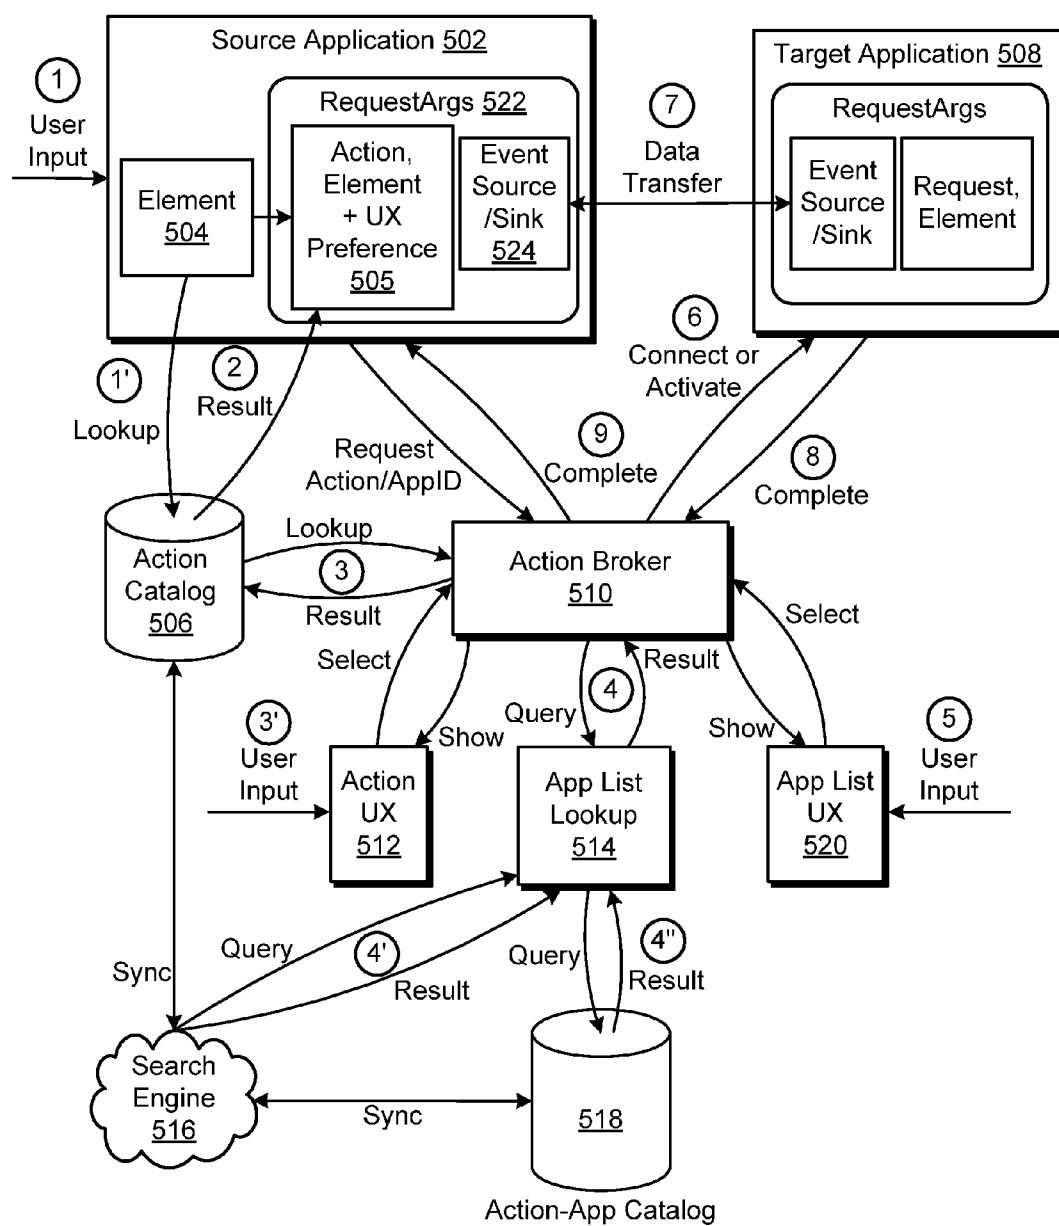 Source Application 502
Target Application 508
1
User
Input
RequestArgs 522
Element
504
Action,
Element
+ UX
Preference
505
Event
Source
/Sink
524
7
Data
Transfer
RequestArgs
Event
Source
/Sink
Request,
Element
1'
Lookup
2
Result
6
Connect or
Activate
Request
Action/AppID
9
Complete
8
Complete
Action
Catalog
506
Lookup
3
Result
Action Broker
510
Select
Show
Query
4
Result
Show
Select
3'
User
Input
Action
UX
512
App List
Lookup
514
App List
UX
520
5
User
Input
Query
4'
Result
Query
4"
Result
Sync
Search
Engine
516
Sync
518
Action-App Catalog